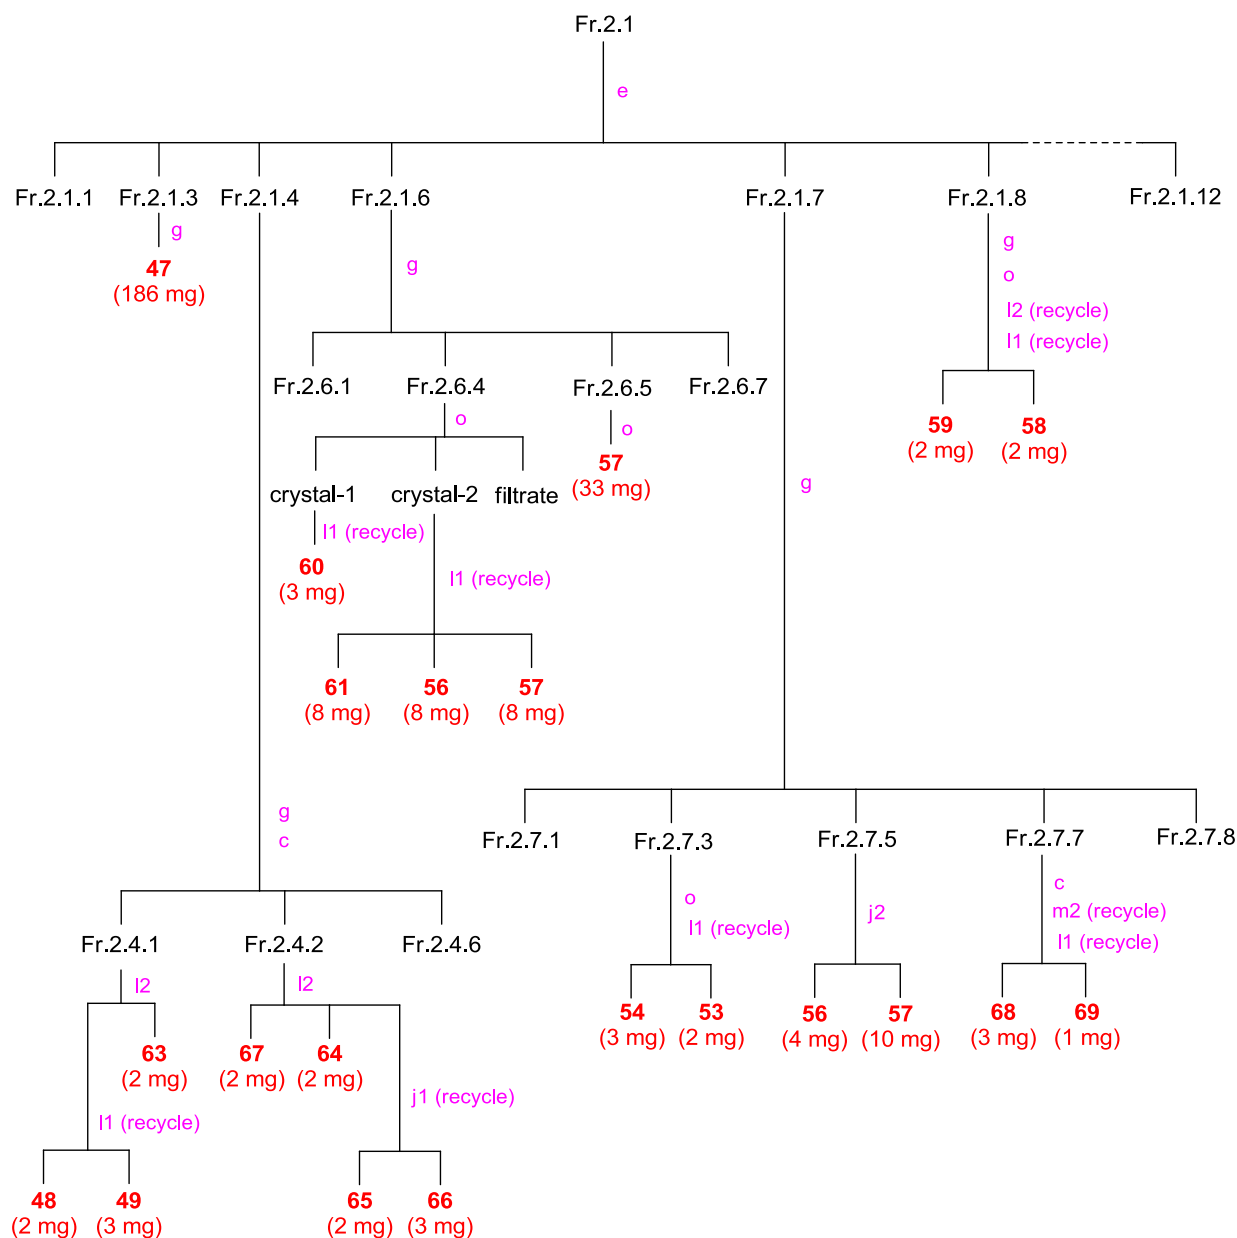 Fr.2.1
e
Fr.2.1.1 Fr.2.1.3 Fr.2.1.4 Fr.2.1.6 Fr.2.1.7 Fr.2.1.8 Fr.2.1.12
g
47
(186 mg)
g
g
o
l2 (recycle)
l1 (recycle)
59 58
(2 mg) (2 mg)
Fr.2.6.1 Fr.2.6.4 Fr.2.6.5 Fr.2.6.7
o
o
57
(33 mg)
crystal-1 crystal-2 filtrate
l1 (recycle)
60
(3 mg)
l1 (recycle)
61 56 57
(8 mg) (8 mg) (8 mg)
g
g
c
Fr.2.7.1 Fr.2.7.3 Fr.2.7.5 Fr.2.7.7 Fr.2.7.8
o
l1 (recycle)
j2
c
m2 (recycle)
l1 (recycle)
54 53 56 57 68 69
(3 mg) (2 mg) (4 mg) (10 mg) (3 mg) (1 mg)
Fr.2.4.1 Fr.2.4.2 Fr.2.4.6
l2
l2
63 67 64
(2 mg) (2 mg) (2 mg)
l1 (recycle)
j1 (recycle)
48 49 65 66
(2 mg) (3 mg) (2 mg) (3 mg)